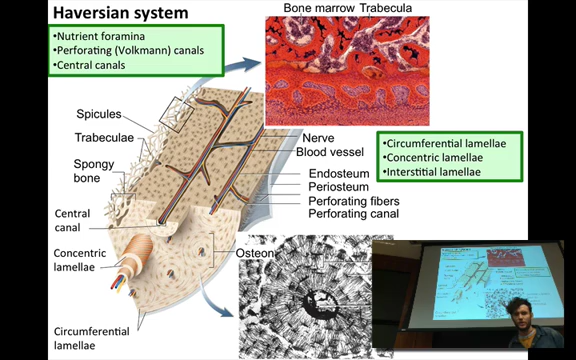 Haversian system
•Nutrient foramina
•Perforating (Volkmann) canals
•Central canals
Bone marrow Trabecula
Spicules
Trabeculae
Spongy
bone
Central
canal
Concentric
lamellae
Circumferential
lamellae
Nerve
Blood vessel
Endosteum
Periosteum
Perforating fibers
Perforating canal
Osteon
•Circumferential lamellae
•Concentric lamellae
•Interstitial lamellae